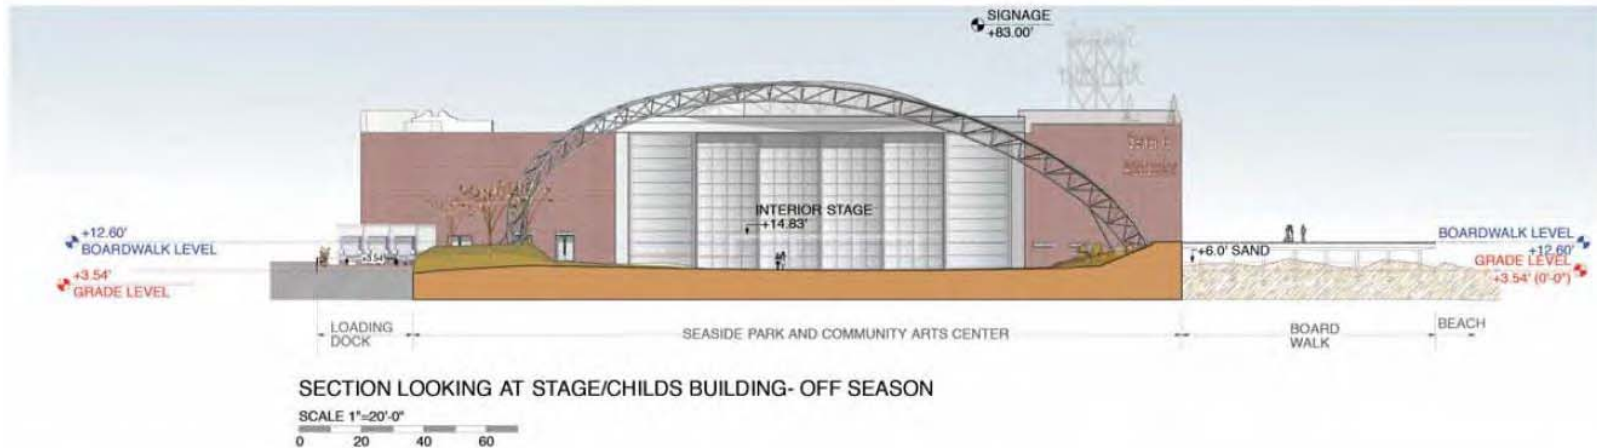 SIGNAGE
+83.00'
INTERIOR STAGE
+14.83'
+12.60'
BOARDWALK LEVEL
+3.54'
GRADE LEVEL
+3.54'
BOARDWALK LEVEL
+12.60'
+6.0' SAND
GRADE LEVEL
+3.54' (0'-0")
LOADING
DOCK
SEASIDE PARK AND COMMUNITY ARTS CENTER
BOARD
WALK
BEACH
SECTION LOOKING AT STAGE/CHILDS BUILDING- OFF SEASON
SCALE 1"=20'-0"
0 20 40 60